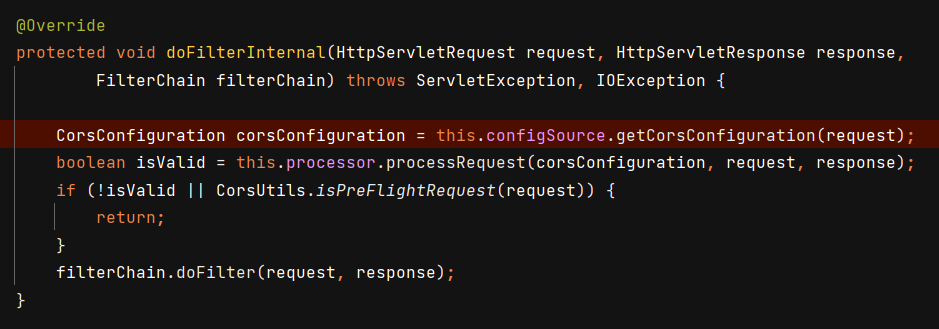 @Override
protected void doFilterInternal(HttpServletRequest request, HttpServletResponse response,
        FilterChain filterChain) throws ServletException, IOException {

    CorsConfiguration corsConfiguration = this.configSource.getCorsConfiguration(request);
    boolean isValid = this.processor.processRequest(corsConfiguration, request, response);
    if (!isValid || CorsUtils.isPreFlightRequest(request)) {
        return;
    }
    filterChain.doFilter(request, response);
}